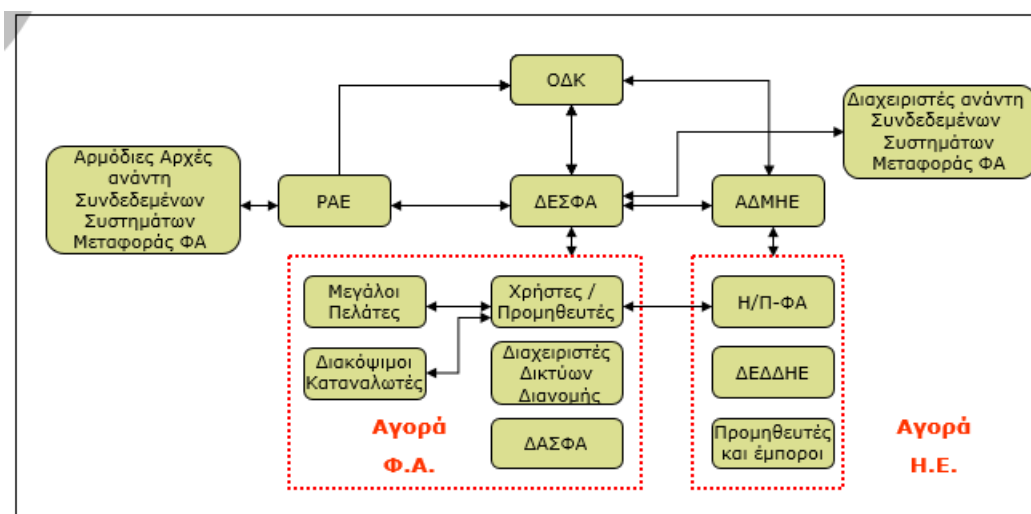 ΟΔΚ
Διαχειριστές ανάντη
Συνδεδεμένων
Συστημάτων
Μεταφοράς ΦΑ
Αρμόδιες Αρχές
ανάντη
Συνδεδεμένων
Συστημάτων
Μεταφοράς ΦΑ
ΡΑΕ
ΔΕΣΦΑ
ΑΔΜΗΕ
Μεγάλοι
Πελάτες
Χρήστες /
Προμηθευτές
Η/Π-ΦΑ
Διακόψιμοι
Καταναλωτές
Διαχειριστές
Δικτύων
Διανομής
ΔΕΔΔΗΕ
ΔΑΣΦΑ
Προμηθευτές
και έμποροι
Αγορά
Φ.Α.
Αγορά
Η.Ε.